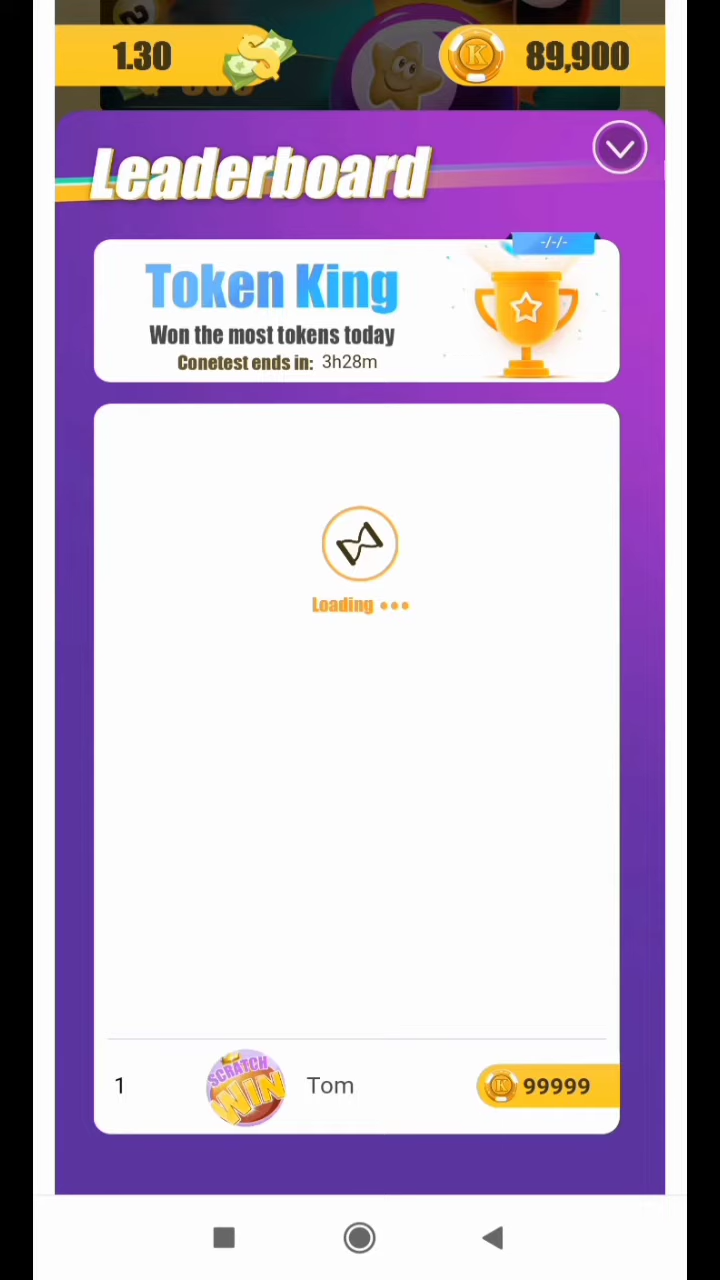 1.30
89,900
Leaderboard
-/-/-
Token King
Won the most tokens today
Conetest ends in: 3h28m
Loading •••
1 SCRATCH WIN Tom 99999